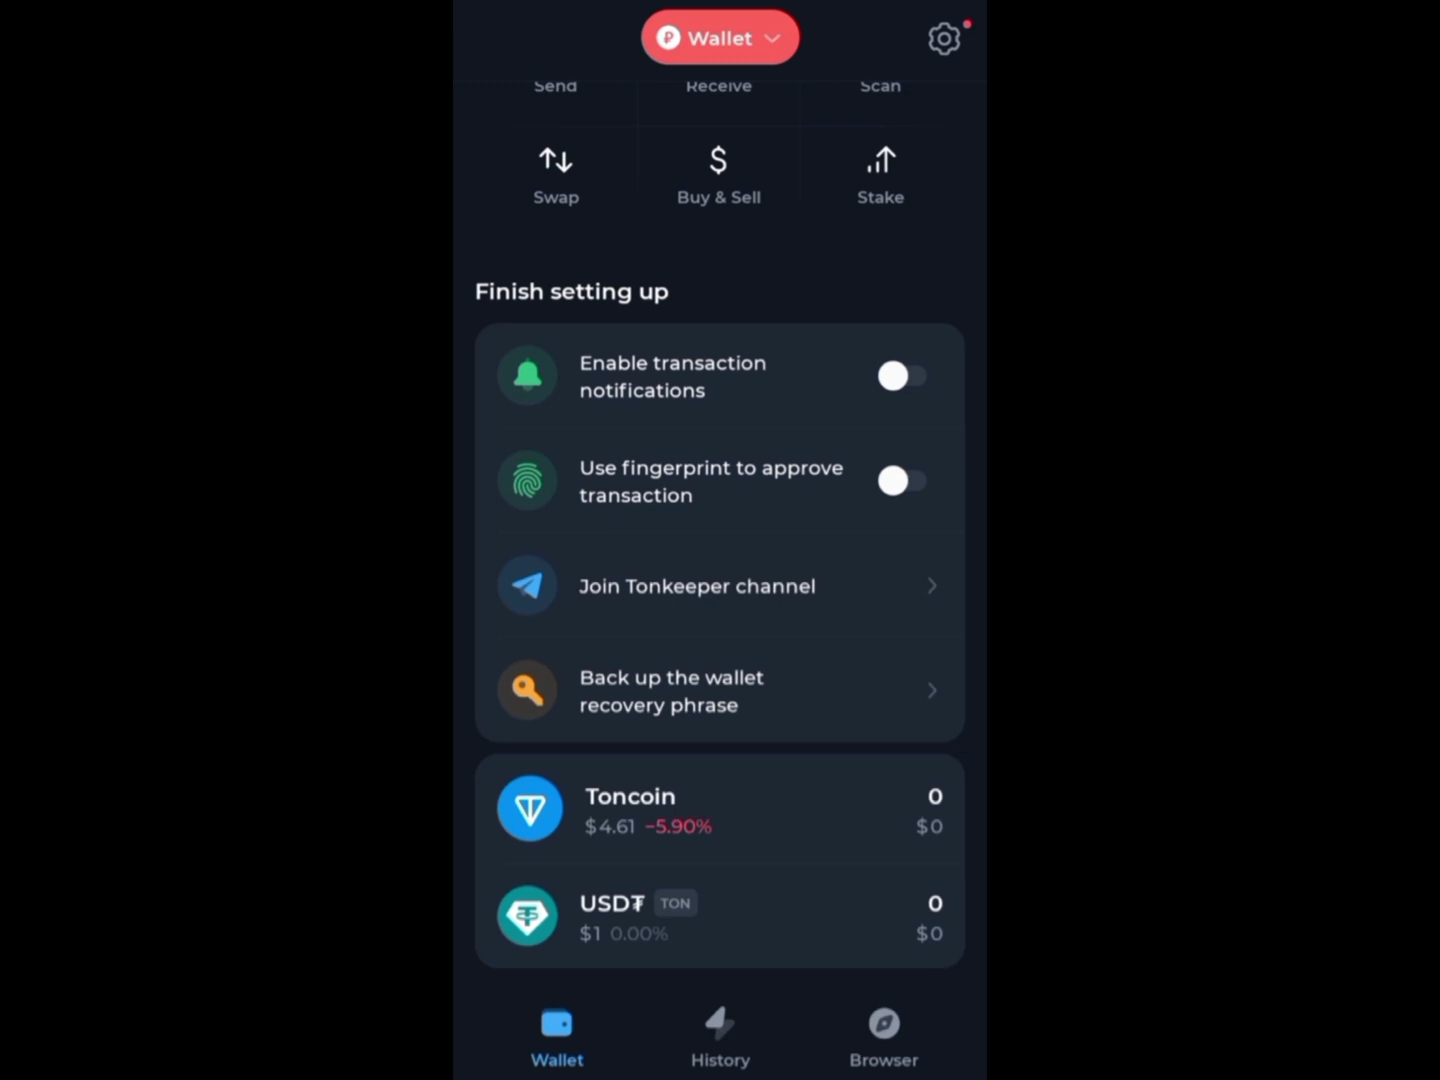 Wallet
Send Receive Scan
Swap Buy & Sell Stake
Finish setting up
Enable transaction
notifications
Use fingerprint to approve
transaction
Join Tonkeeper channel
Back up the wallet
recovery phrase
Toncoin 0
$4.61 −5.90% $0
USD₮ TON 0
$1 0.00% $0
Wallet History Browser